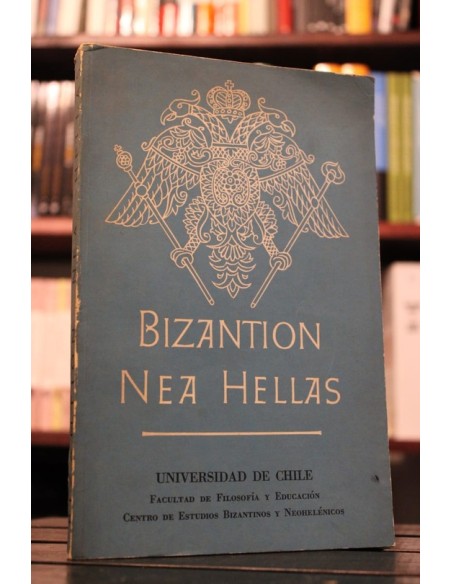 BIZANTION
NEA HELLAS
UNIVERSIDAD DE CHILE
FACULTAD DE FILOSOFÍA Y EDUCACIÓN
CENTRO DE ESTUDIOS BIZANTINOS Y NEOHELÉNICOS